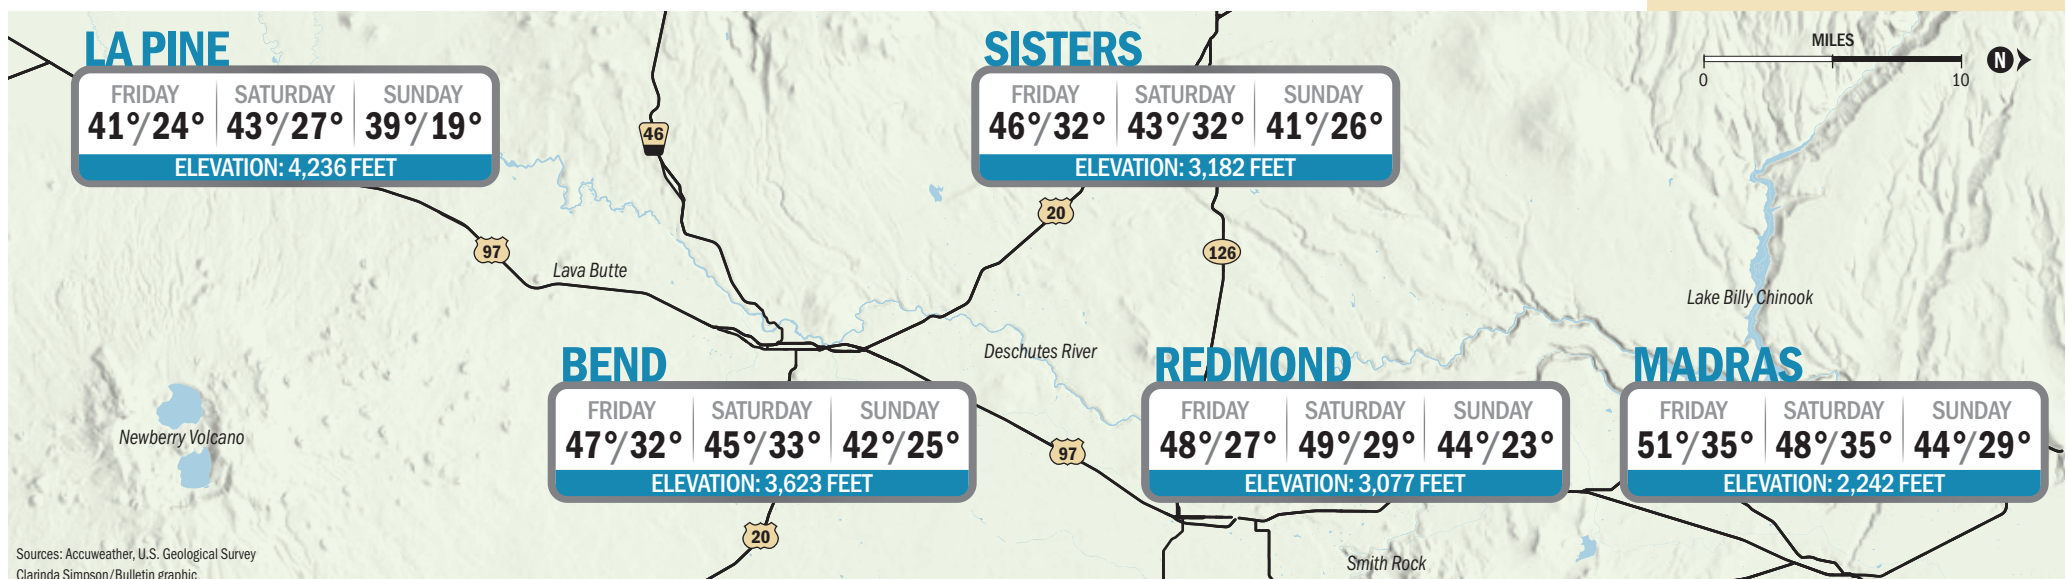 LA PINE
FRIDAY SATURDAY SUNDAY
41°/24° 43°/27° 39°/19°
ELEVATION: 4,236 FEET
SISTERS
FRIDAY SATURDAY SUNDAY
46°/32° 43°/32° 41°/26°
ELEVATION: 3,182 FEET
MILES
0 10
N
46
20
97
126
Lava Butte
Lake Billy Chinook
Deschutes River
Newberry Volcano
BEND
FRIDAY SATURDAY SUNDAY
47°/32° 45°/33° 42°/25°
ELEVATION: 3,623 FEET
97
REDMOND
FRIDAY SATURDAY SUNDAY
48°/27° 49°/29° 44°/23°
ELEVATION: 3,077 FEET
MADRAS
FRIDAY SATURDAY SUNDAY
51°/35° 48°/35° 44°/29°
ELEVATION: 2,242 FEET
20
Smith Rock
Sources: Accuweather, U.S. Geological Survey
Clarinda Simpson/Bulletin graphic